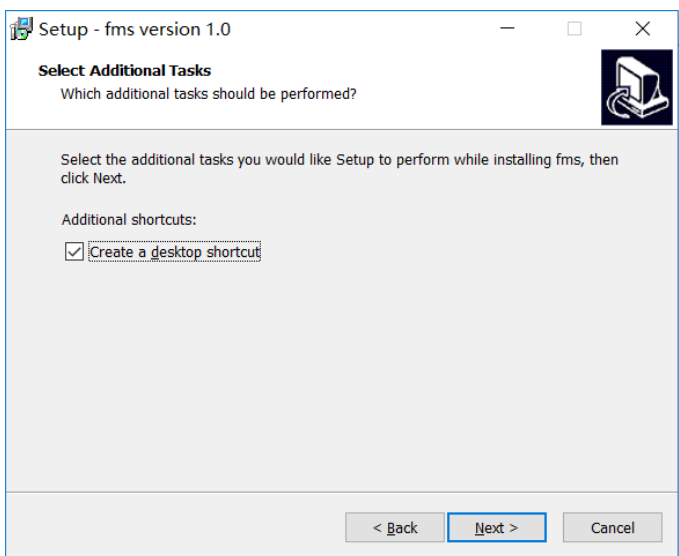 Setup - fms version 1.0
Select Additional Tasks
Which additional tasks should be performed?
Select the additional tasks you would like Setup to perform while installing fms, then
click Next.
Additional shortcuts:
Create a desktop shortcut
< Back
Next >
Cancel